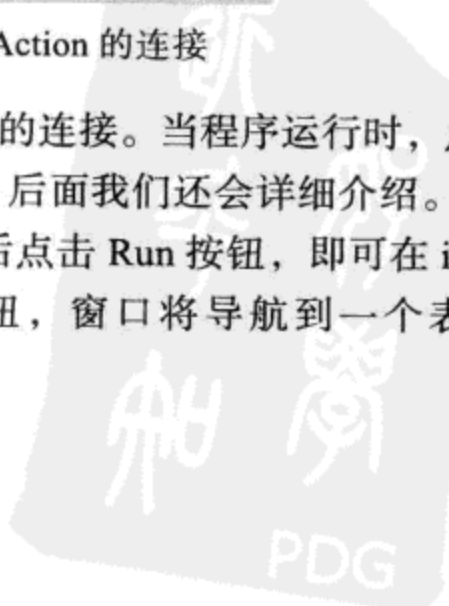 Action 的连接
的连接。当程序运行时，
后面我们还会详细介绍。
后点击 Run 按钮，即可在 i
钮，窗口将导航到一个表
PDG